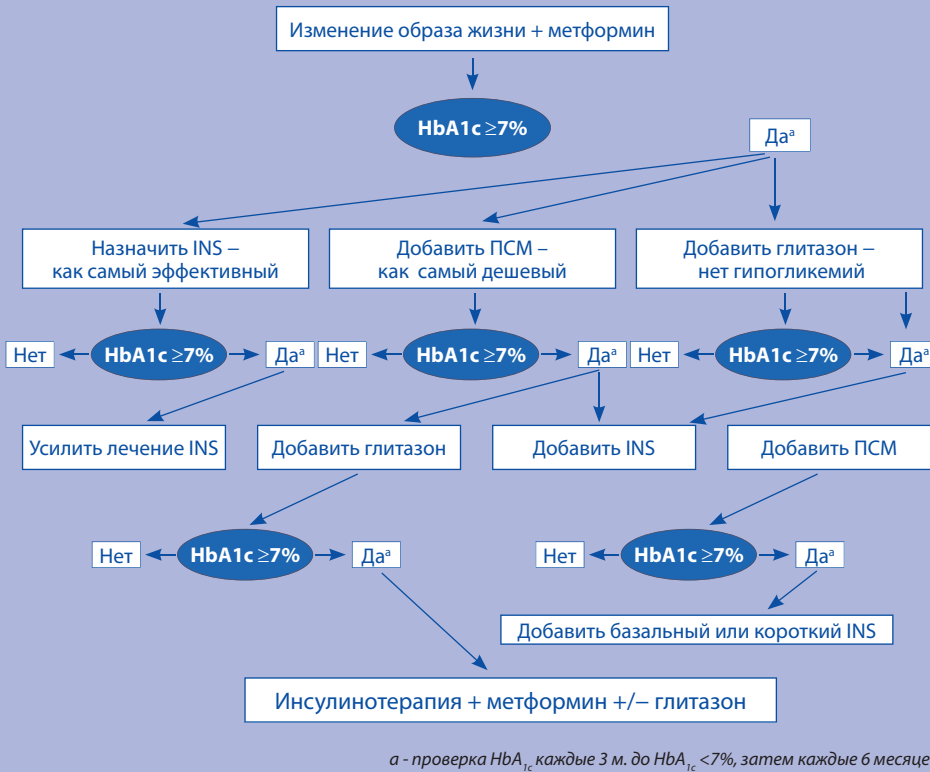 Изменение образа жизни + метформин
HbA1c ≥7%
Даᵃ
Назначить INS –
как самый эффективный
Добавить ПСМ –
как самый дешевый
Добавить глитазон –
нет гипогликемий
Нет
HbA1c ≥7%
Даᵃ
Нет
HbA1c ≥7%
Даᵃ
Нет
HbA1c ≥7%
Даᵃ
Усилить лечение INS
Добавить глитазон
Добавить INS
Добавить ПСМ
Нет
HbA1c ≥7%
Даᵃ
Нет
HbA1c ≥7%
Даᵃ
Добавить базальный или короткий INS
Инсулинотерапия + метформин +/– глитазон
а - проверка HbA₁c каждые 3 м. до HbA₁c <7%, затем каждые 6 месяце